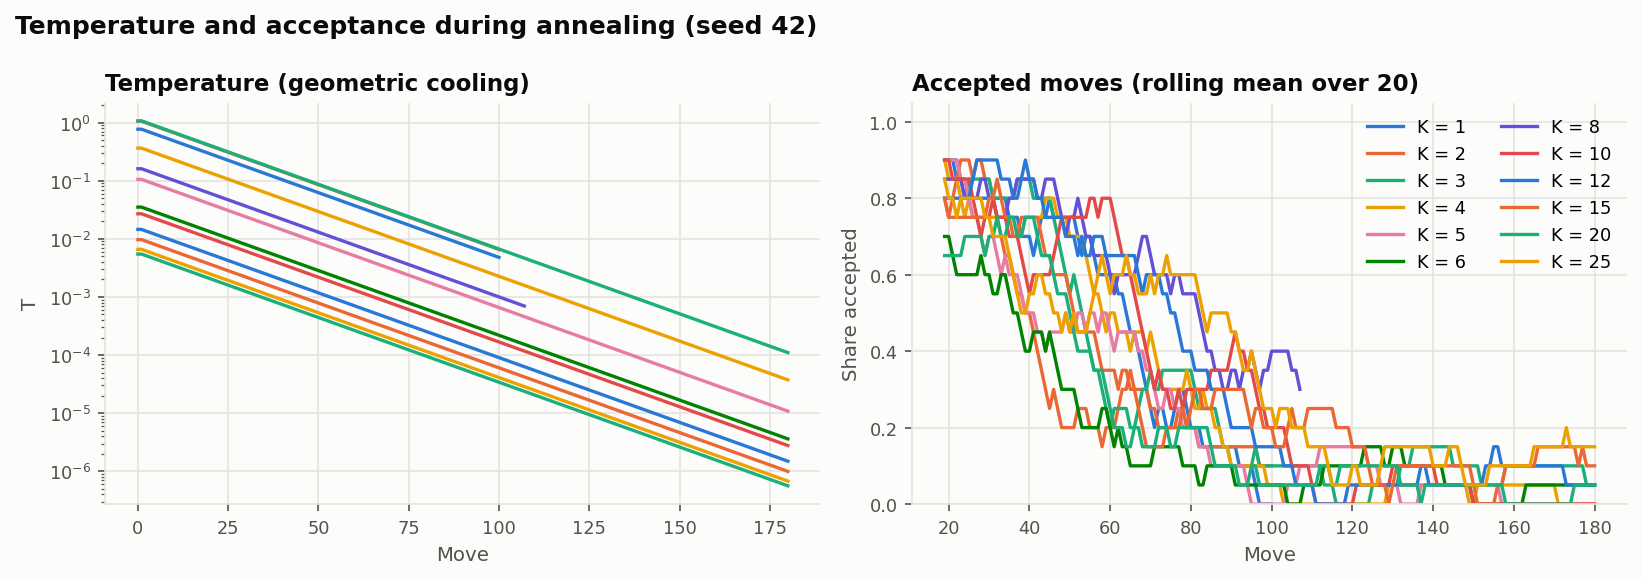 Temperature and acceptance during annealing (seed 42)
Temperature (geometric cooling)
T
10⁰
10⁻¹
10⁻²
10⁻³
10⁻⁴
10⁻⁵
10⁻⁶
0 25 50 75 100 125 150 175
Move
Accepted moves (rolling mean over 20)
Share accepted
1.0
0.8
0.6
0.4
0.2
0.0
K = 1
K = 2
K = 3
K = 4
K = 5
K = 6
K = 8
K = 10
K = 12
K = 15
K = 20
K = 25
20 40 60 80 100 120 140 160 180
Move